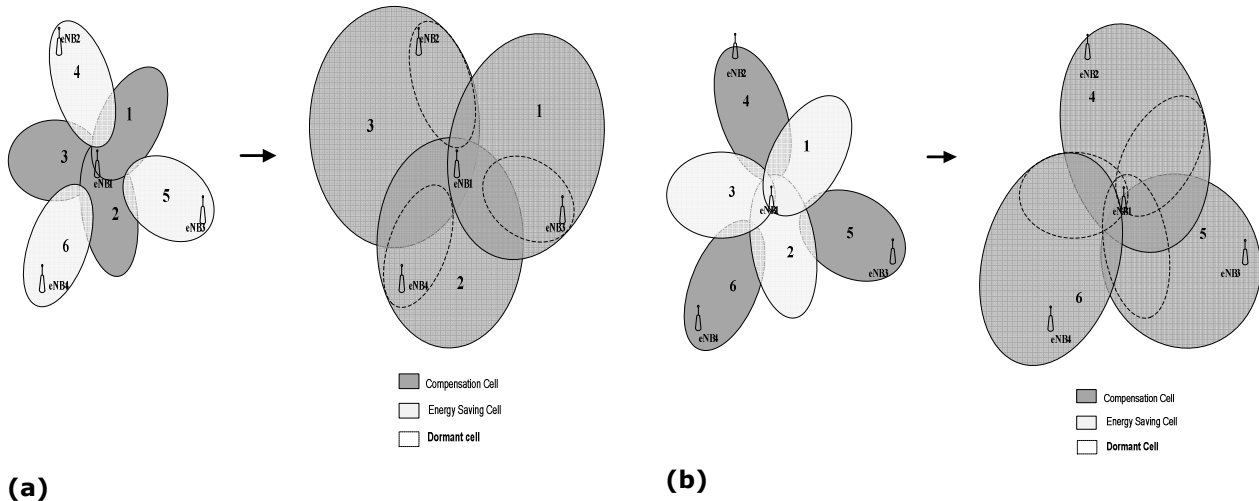 eNB2
4
1
3
eNB1
5
2
eNB3
6
eNB4
eNB2
1
3
eNB1
eNB3
eNB4
2
Compensation Cell
Energy Saving Cell
Dormant cell
(a)
eNB2
4
1
3
eNB1
5
2
eNB3
6
eNB4
eNB2
4
eNB1
5
eNB3
6
eNB4
Compensation Cell
Energy Saving Cell
Dormant Cell
(b)